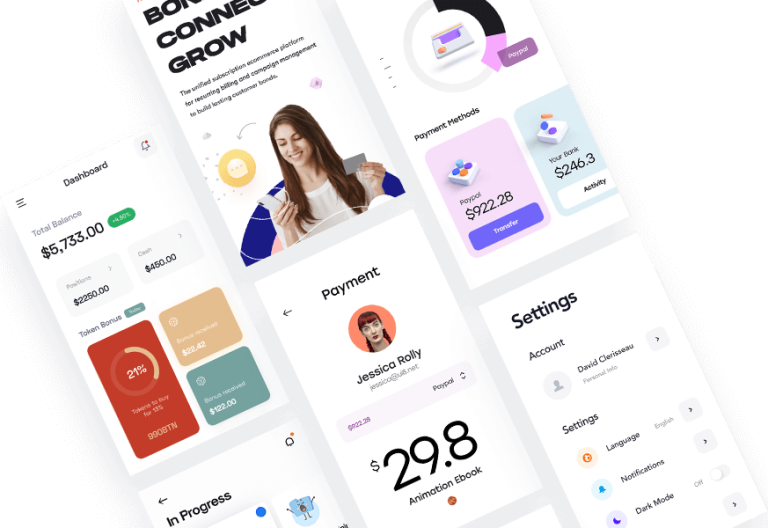 Dashboard
Total Balance
$5,733.00
+4.50%
Positions
$2250.00
Cash
$450.00
Token Bonus
21%
Tokens to buy
for 13%
9908TN
Bonus received
$22.42
Bonus received
$122.00
In Progress
CONNEC
GROW
The unified subscription ecommerce platform
for recurring billing and campaign management
to build lasting customer bonds.
Payment
Jessica Rolly
jessica@ui8.net
$922.28
Paypal
$29.8
Animation Ebook
Paypal
Payment Methods
Paypal
$922.28
Transfer
Your Bank
$246.3
Activity
Settings
Account
David Clerisseau
Personal Info
Settings
Language
English
Notifications
Dark Mode
Off